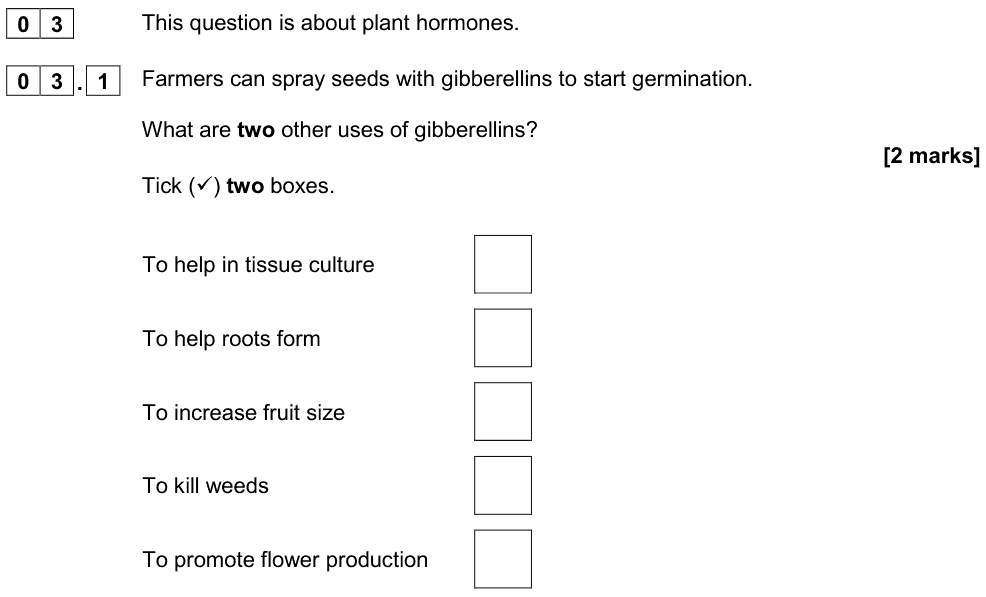 0 3 This question is about plant hormones.
0 3 . 1 Farmers can spray seeds with gibberellins to start germination.
What are two other uses of gibberellins?
[2 marks]
Tick (✓) two boxes.
To help in tissue culture
To help roots form
To increase fruit size
To kill weeds
To promote flower production